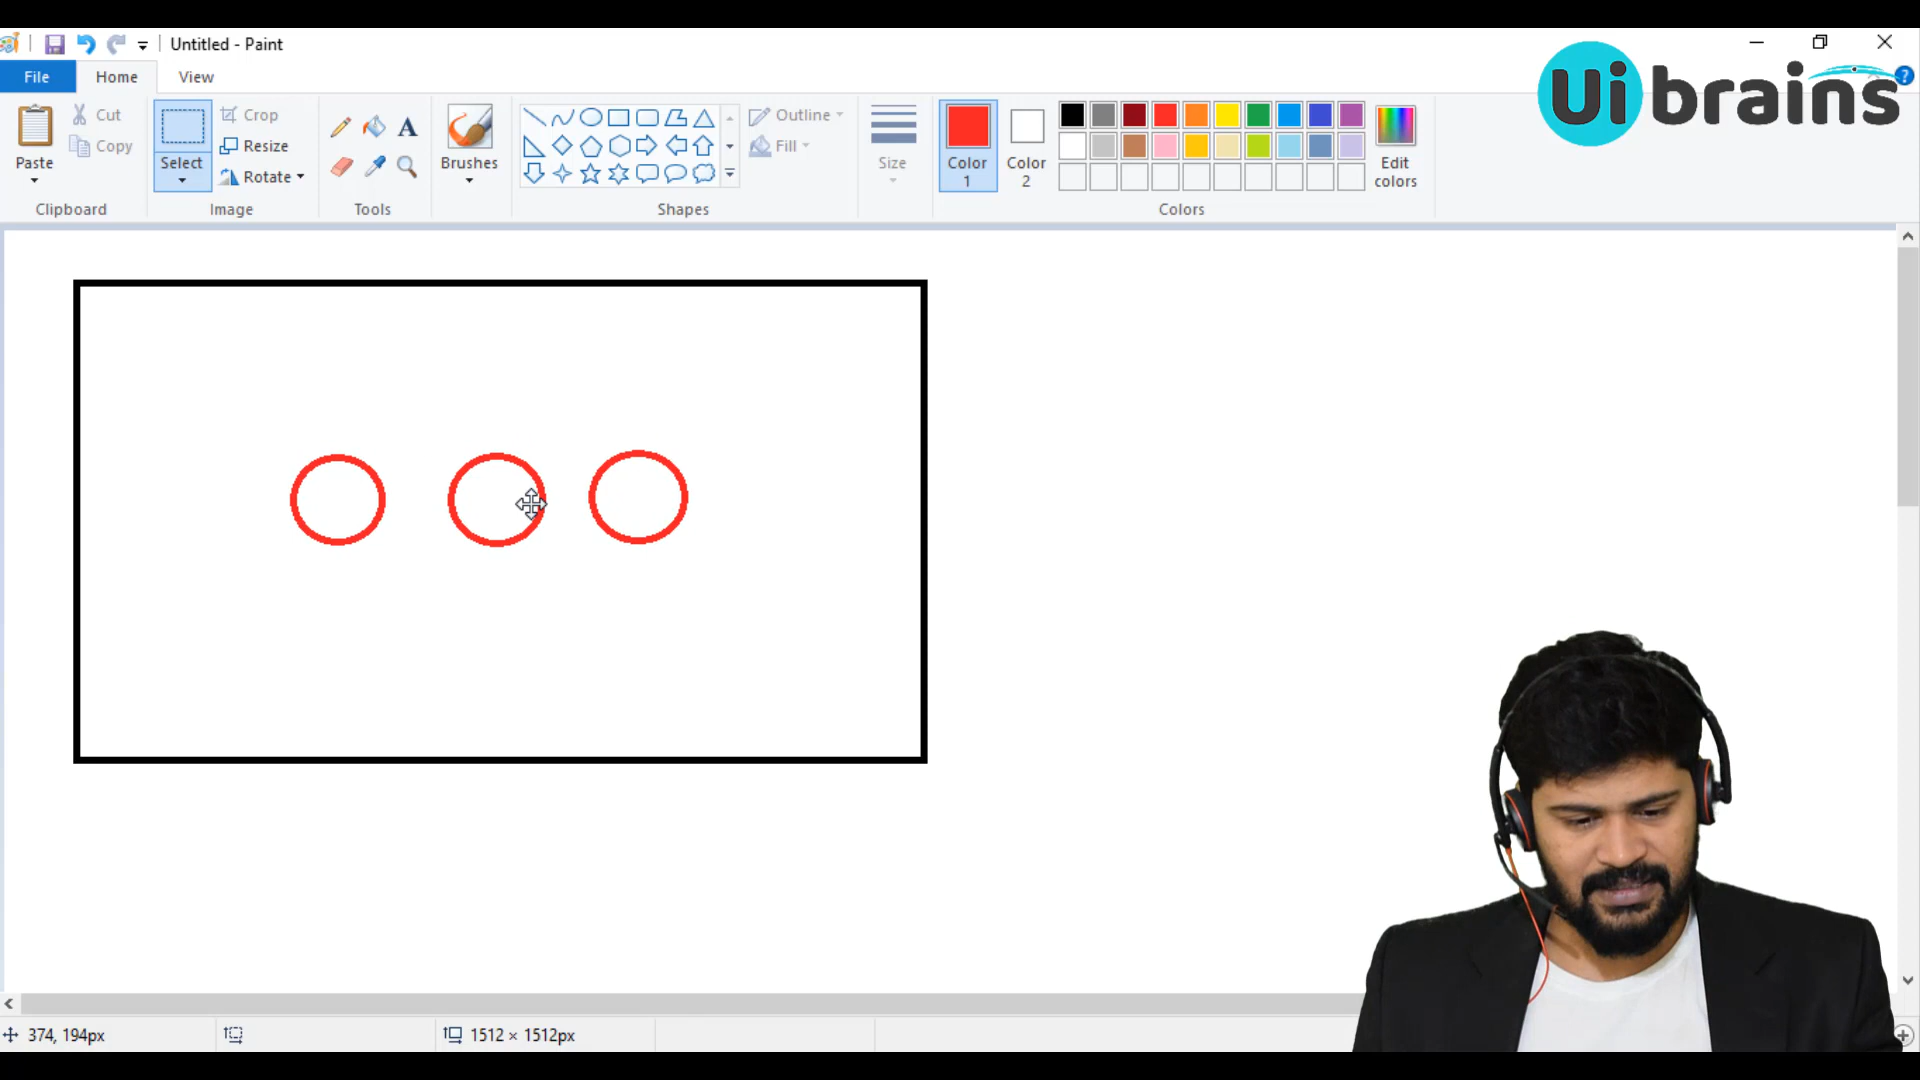 Untitled - Paint
File Home View
Ui brains
Paste
Cut
Copy
Clipboard
Select
Crop
Resize
Rotate
Image
A
Tools
Brushes
Shapes
Outline
Fill
Size
Color
1
Color
2
Edit
colors
Colors
374, 194px
1512 × 1512px